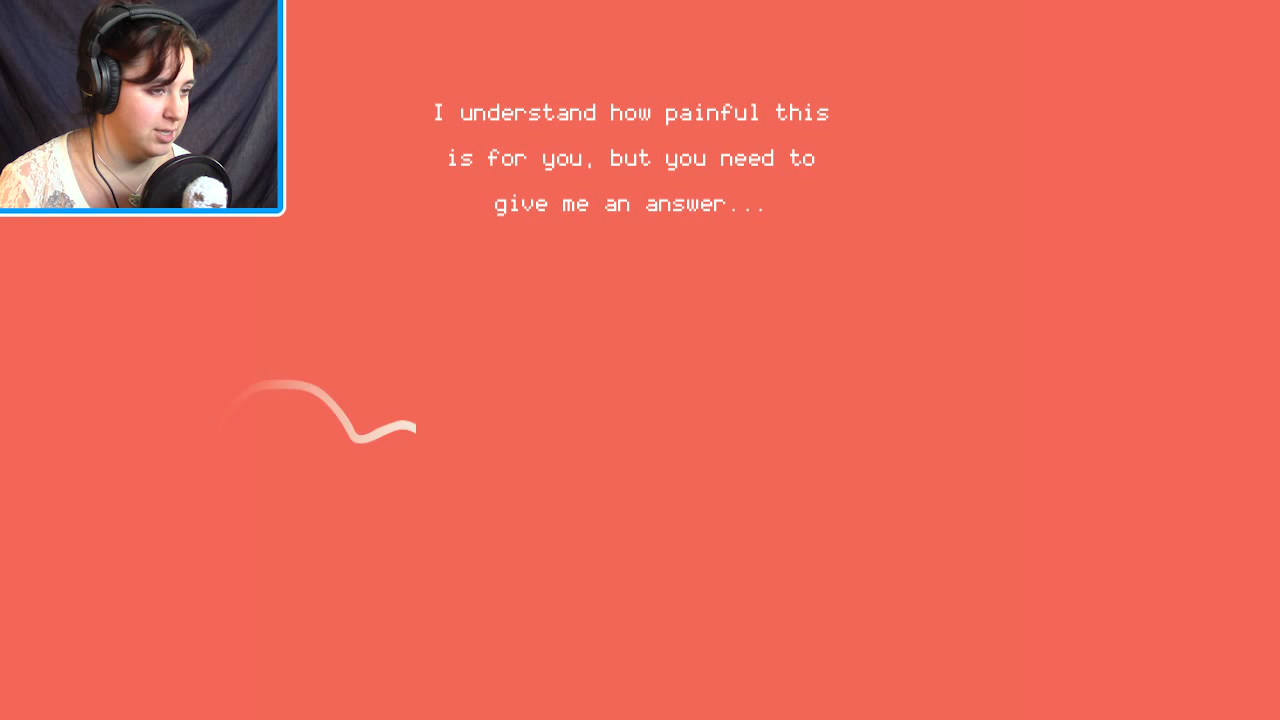 I understand how painful this
is for you, but you need to
give me an answer...